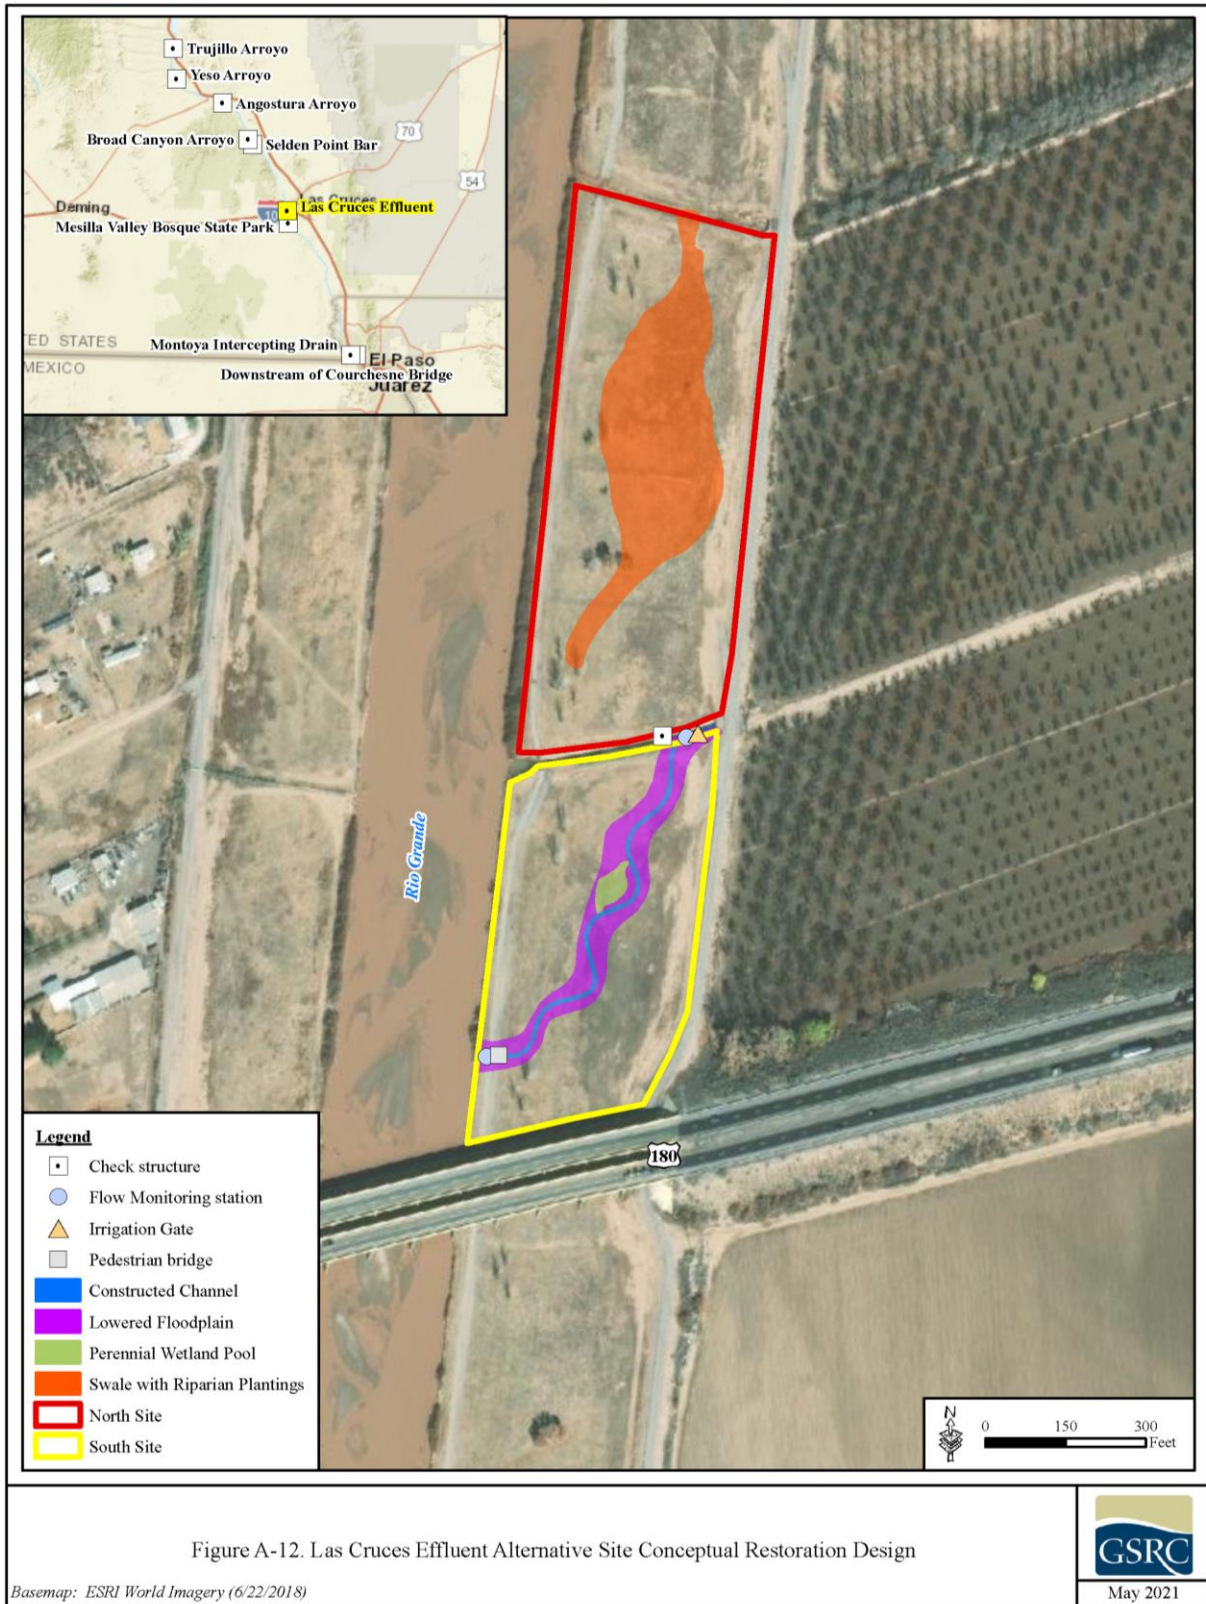 Trujillo Arroyo
Yeso Arroyo
Angostura Arroyo
Broad Canyon Arroyo
Selden Point Bar
70
54
Deming
Las Cruces
10
Las Cruces Effluent
Mesilla Valley Bosque State Park
UNITED STATES
MEXICO
Montoya Intercepting Drain
El Paso
Downstream of Courchesne Bridge
Juarez
Rio Grande
180
Legend
Check structure
Flow Monitoring station
Irrigation Gate
Pedestrian bridge
Constructed Channel
Lowered Floodplain
Perennial Wetland Pool
Swale with Riparian Plantings
North Site
South Site
N
0 150 300
Feet
Figure A-12. Las Cruces Effluent Alternative Site Conceptual Restoration Design
Basemap: ESRI World Imagery (6/22/2018)
GSRC
May 2021